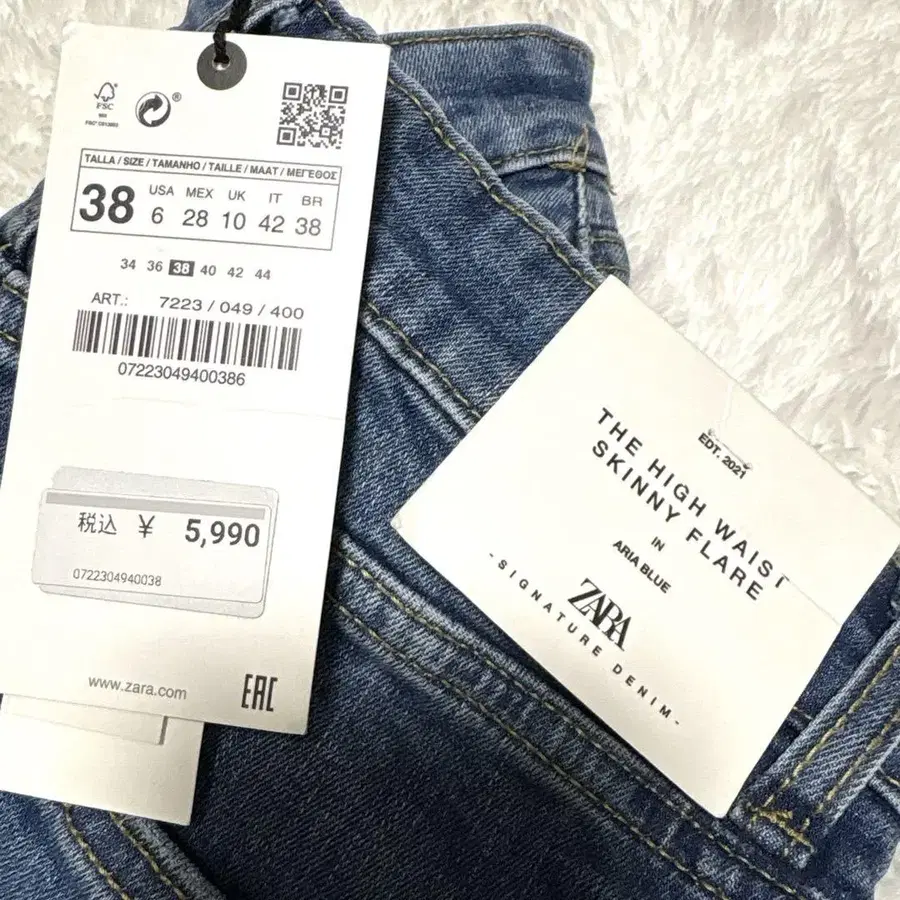 FSC
TALLA / SIZE / TAMANHO / TAILLE / MAAT / ΜΕΓΕΘΟΣ
38
USA MEX UK IT BR
6 28 10 42 38
34 36 38 40 42 44
ART.: 7223 / 049 / 400
07223049400386
税込 ¥ 5,990
0722304940038
www.zara.com
EAC
EDT. 2021
THE HIGH WAIST
SKINNY FLARE
IN
ARIA BLUE
ZARA
- SIGNATURE DENIM -